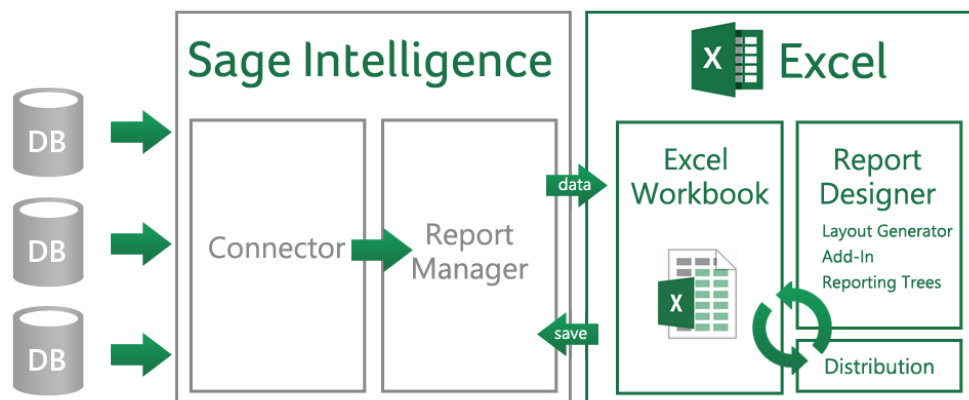 Sage Intelligence
X
Excel
DB
DB
DB
Connector
Report
Manager
data
save
Excel
Workbook
X
Report
Designer
Layout Generator
Add-In
Reporting Trees
Distribution